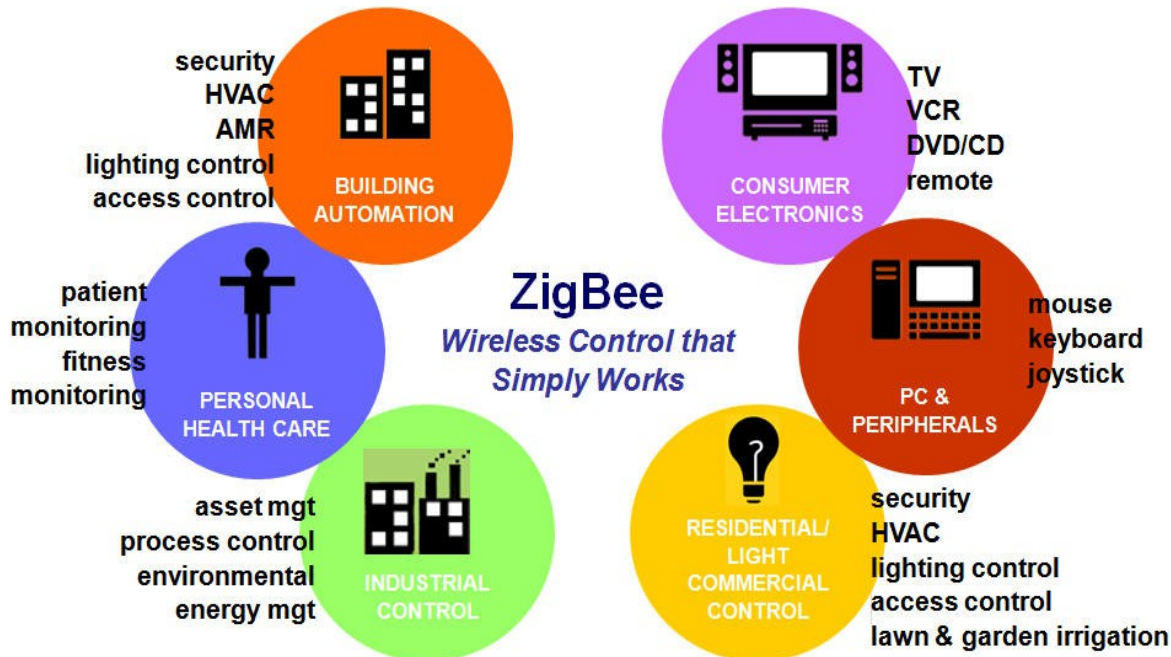 security
HVAC
AMR
lighting control
access control
BUILDING
AUTOMATION
TV
VCR
DVD/CD
remote
CONSUMER
ELECTRONICS
patient
monitoring
fitness
monitoring
PERSONAL
HEALTH CARE
ZigBee
Wireless Control that
Simply Works
mouse
keyboard
joystick
PC &
PERIPHERALS
asset mgt
process control
environmental
energy mgt
INDUSTRIAL
CONTROL
RESIDENTIAL/
LIGHT
COMMERCIAL
CONTROL
security
HVAC
lighting control
access control
lawn & garden irrigation